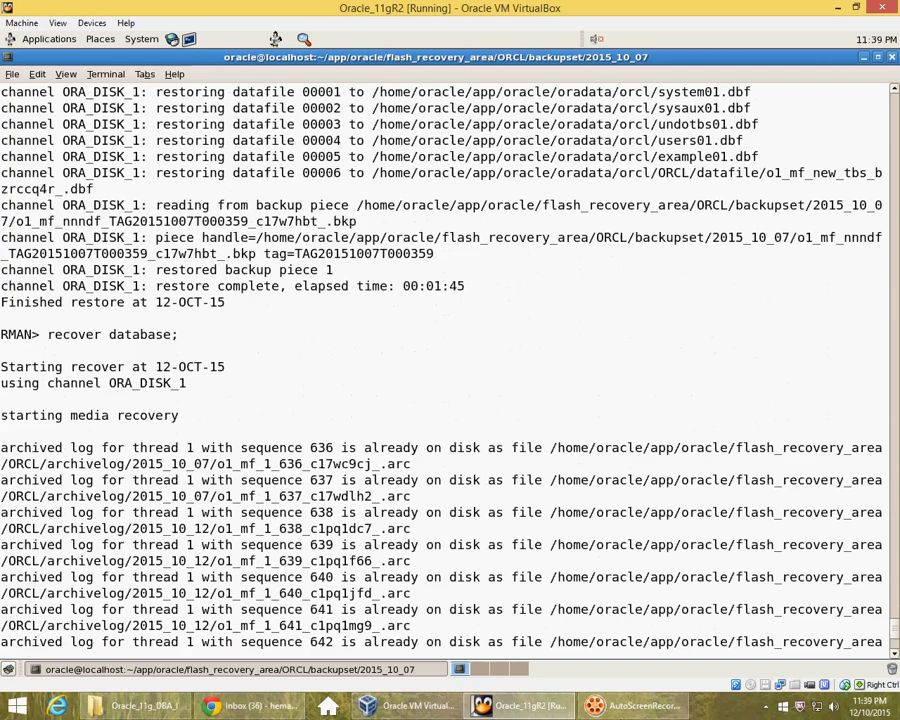 Oracle_11gR2 [Running] - Oracle VM VirtualBox
Machine View Devices Help
Applications Places System 11:39 PM
oracle@localhost:~/app/oracle/flash_recovery_area/ORCL/backupset/2015_10_07
File Edit View Terminal Tabs Help
channel ORA_DISK_1: restoring datafile 00001 to /home/oracle/app/oracle/oradata/orcl/system01.dbf
channel ORA_DISK_1: restoring datafile 00002 to /home/oracle/app/oracle/oradata/orcl/sysaux01.dbf
channel ORA_DISK_1: restoring datafile 00003 to /home/oracle/app/oracle/oradata/orcl/undotbs01.dbf
channel ORA_DISK_1: restoring datafile 00004 to /home/oracle/app/oracle/oradata/orcl/users01.dbf
channel ORA_DISK_1: restoring datafile 00005 to /home/oracle/app/oracle/oradata/orcl/example01.dbf
channel ORA_DISK_1: restoring datafile 00006 to /home/oracle/app/oracle/oradata/orcl/ORCL/datafile/o1_mf_new_tbs_b
zrccq4r_.dbf
channel ORA_DISK_1: reading from backup piece /home/oracle/app/oracle/flash_recovery_area/ORCL/backupset/2015_10_0
7/o1_mf_nnndf_TAG20151007T000359_c17w7hbt_.bkp
channel ORA_DISK_1: piece handle=/home/oracle/app/oracle/flash_recovery_area/ORCL/backupset/2015_10_07/o1_mf_nnndf
_TAG20151007T000359_c17w7hbt_.bkp tag=TAG20151007T000359
channel ORA_DISK_1: restored backup piece 1
channel ORA_DISK_1: restore complete, elapsed time: 00:01:45
Finished restore at 12-OCT-15
RMAN> recover database;
Starting recover at 12-OCT-15
using channel ORA_DISK_1
starting media recovery
archived log for thread 1 with sequence 636 is already on disk as file /home/oracle/app/oracle/flash_recovery_area
/ORCL/archivelog/2015_10_07/o1_mf_1_636_c17wc9cj_.arc
archived log for thread 1 with sequence 637 is already on disk as file /home/oracle/app/oracle/flash_recovery_area
/ORCL/archivelog/2015_10_07/o1_mf_1_637_c17wdlh2_.arc
archived log for thread 1 with sequence 638 is already on disk as file /home/oracle/app/oracle/flash_recovery_area
/ORCL/archivelog/2015_10_12/o1_mf_1_638_c1pq1dc7_.arc
archived log for thread 1 with sequence 639 is already on disk as file /home/oracle/app/oracle/flash_recovery_area
/ORCL/archivelog/2015_10_12/o1_mf_1_639_c1pq1f66_.arc
archived log for thread 1 with sequence 640 is already on disk as file /home/oracle/app/oracle/flash_recovery_area
/ORCL/archivelog/2015_10_12/o1_mf_1_640_c1pq1jfd_.arc
archived log for thread 1 with sequence 641 is already on disk as file /home/oracle/app/oracle/flash_recovery_area
/ORCL/archivelog/2015_10_12/o1_mf_1_641_c1pq1mg9_.arc
archived log for thread 1 with sequence 642 is already on disk as file /home/oracle/app/oracle/flash_recovery_area
oracle@localhost:~/app/oracle/flash_recovery_area/ORCL/backupset/2015_10_07
Right Ctrl
Oracle_11g_DBA_I Inbox (36) - hema... Oracle VM Virtual... Oracle_11gR2 [Ru... AutoScreenRecor... 11:39 PM
12/10/2015